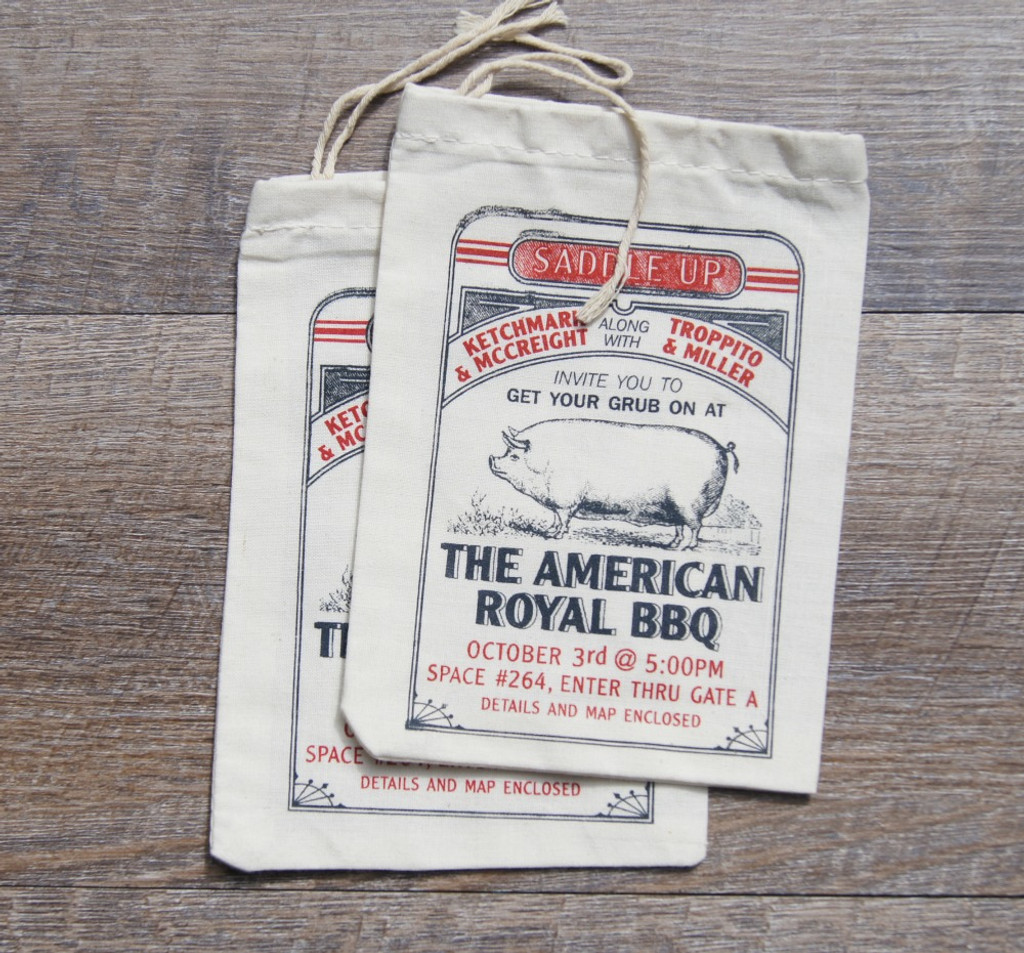 SADDLE UP
KETCHMARK
& MCCREIGHT
ALONG
WITH
TROPPITO
& MILLER
INVITE YOU TO
GET YOUR GRUB ON AT
THE AMERICAN
ROYAL BBQ
OCTOBER 3rd @ 5:00PM
SPACE #264, ENTER THRU GATE A
DETAILS AND MAP ENCLOSED
KETC
& MC
TH
SPACE
DETAILS AND MAP ENCLOSED